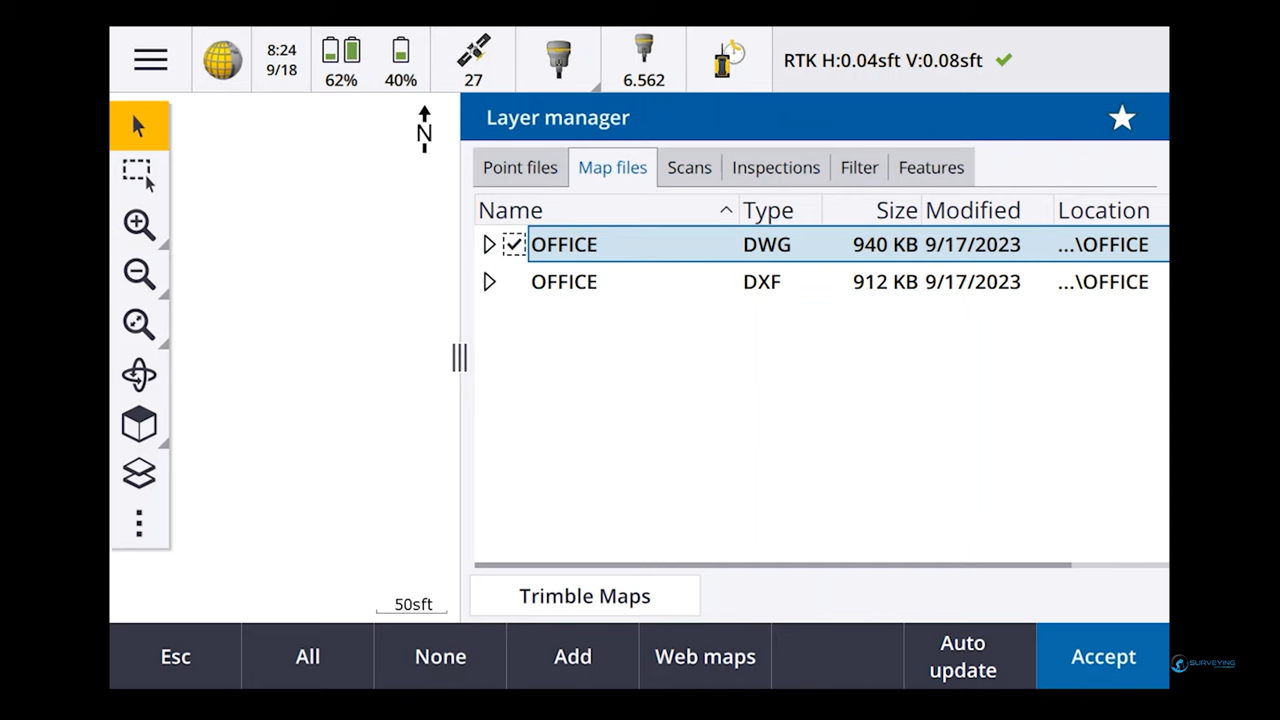 8:24
9/18
62%
40%
27
6.562
RTK H:0.04sft V:0.08sft
N
Layer manager
Point files
Map files
Scans
Inspections
Filter
Features
Name Type Size Modified Location
OFFICE DWG 940 KB 9/17/2023 ...\OFFICE
OFFICE DXF 912 KB 9/17/2023 ...\OFFICE
50sft
Trimble Maps
Esc
All
None
Add
Web maps
Auto
update
Accept
SURVEYING